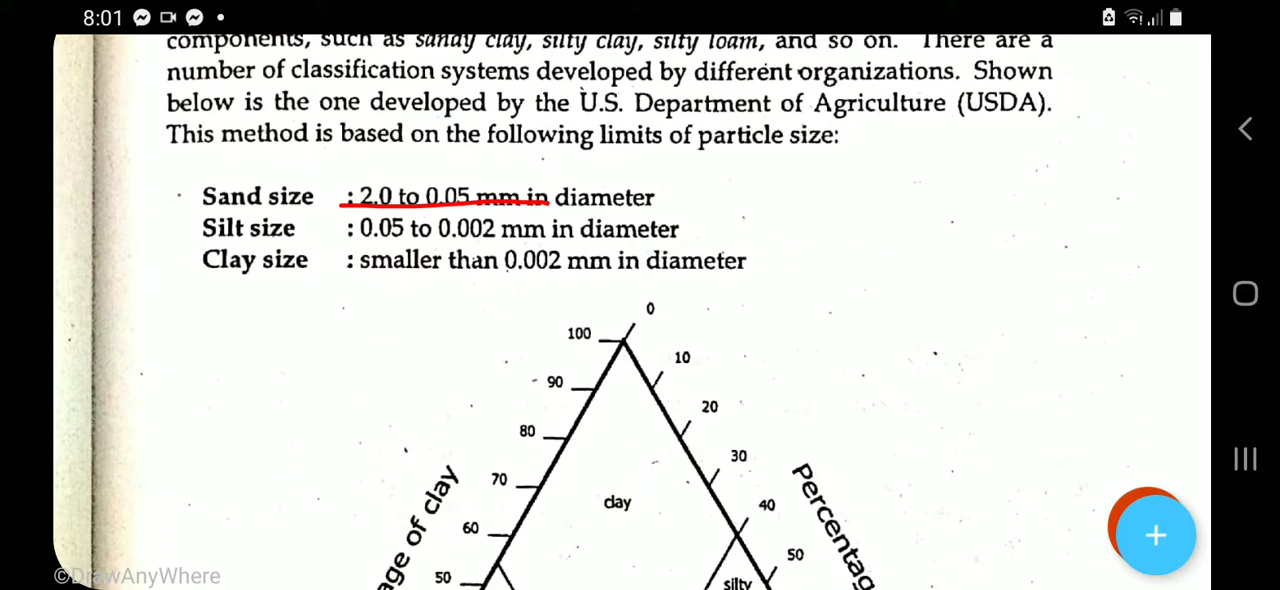 8:01
components, such as sandy clay, silty clay, silty loam, and so on. There are a
number of classification systems developed by different organizations. Shown
below is the one developed by the U.S. Department of Agriculture (USDA).
This method is based on the following limits of particle size:
Sand size : 2.0 to 0.05 mm in diameter
Silt size : 0.05 to 0.002 mm in diameter
Clay size : smaller than 0.002 mm in diameter
0
100
10
90
20
80
30
70
clay
40
60
50
50
silty
age of clay
Percentag
©DrawAnyWhere